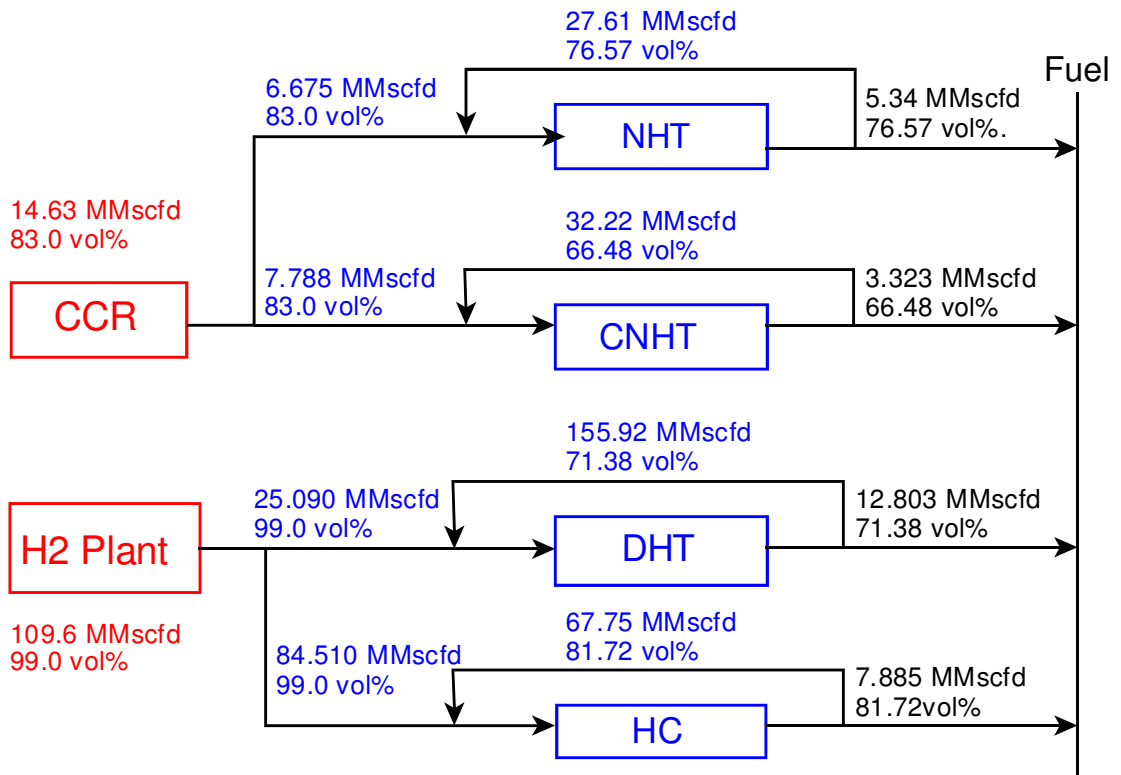 27.61 MMscfd
76.57 vol%
Fuel
6.675 MMscfd
83.0 vol%
5.34 MMscfd
76.57 vol%.
NHT
14.63 MMscfd
83.0 vol%
32.22 MMscfd
66.48 vol%
7.788 MMscfd
83.0 vol%
3.323 MMscfd
66.48 vol%
CCR
CNHT
155.92 MMscfd
71.38 vol%
25.090 MMscfd
99.0 vol%
12.803 MMscfd
71.38 vol%
H2 Plant
DHT
109.6 MMscfd
99.0 vol%
67.75 MMscfd
81.72 vol%
84.510 MMscfd
99.0 vol%
7.885 MMscfd
81.72vol%
HC